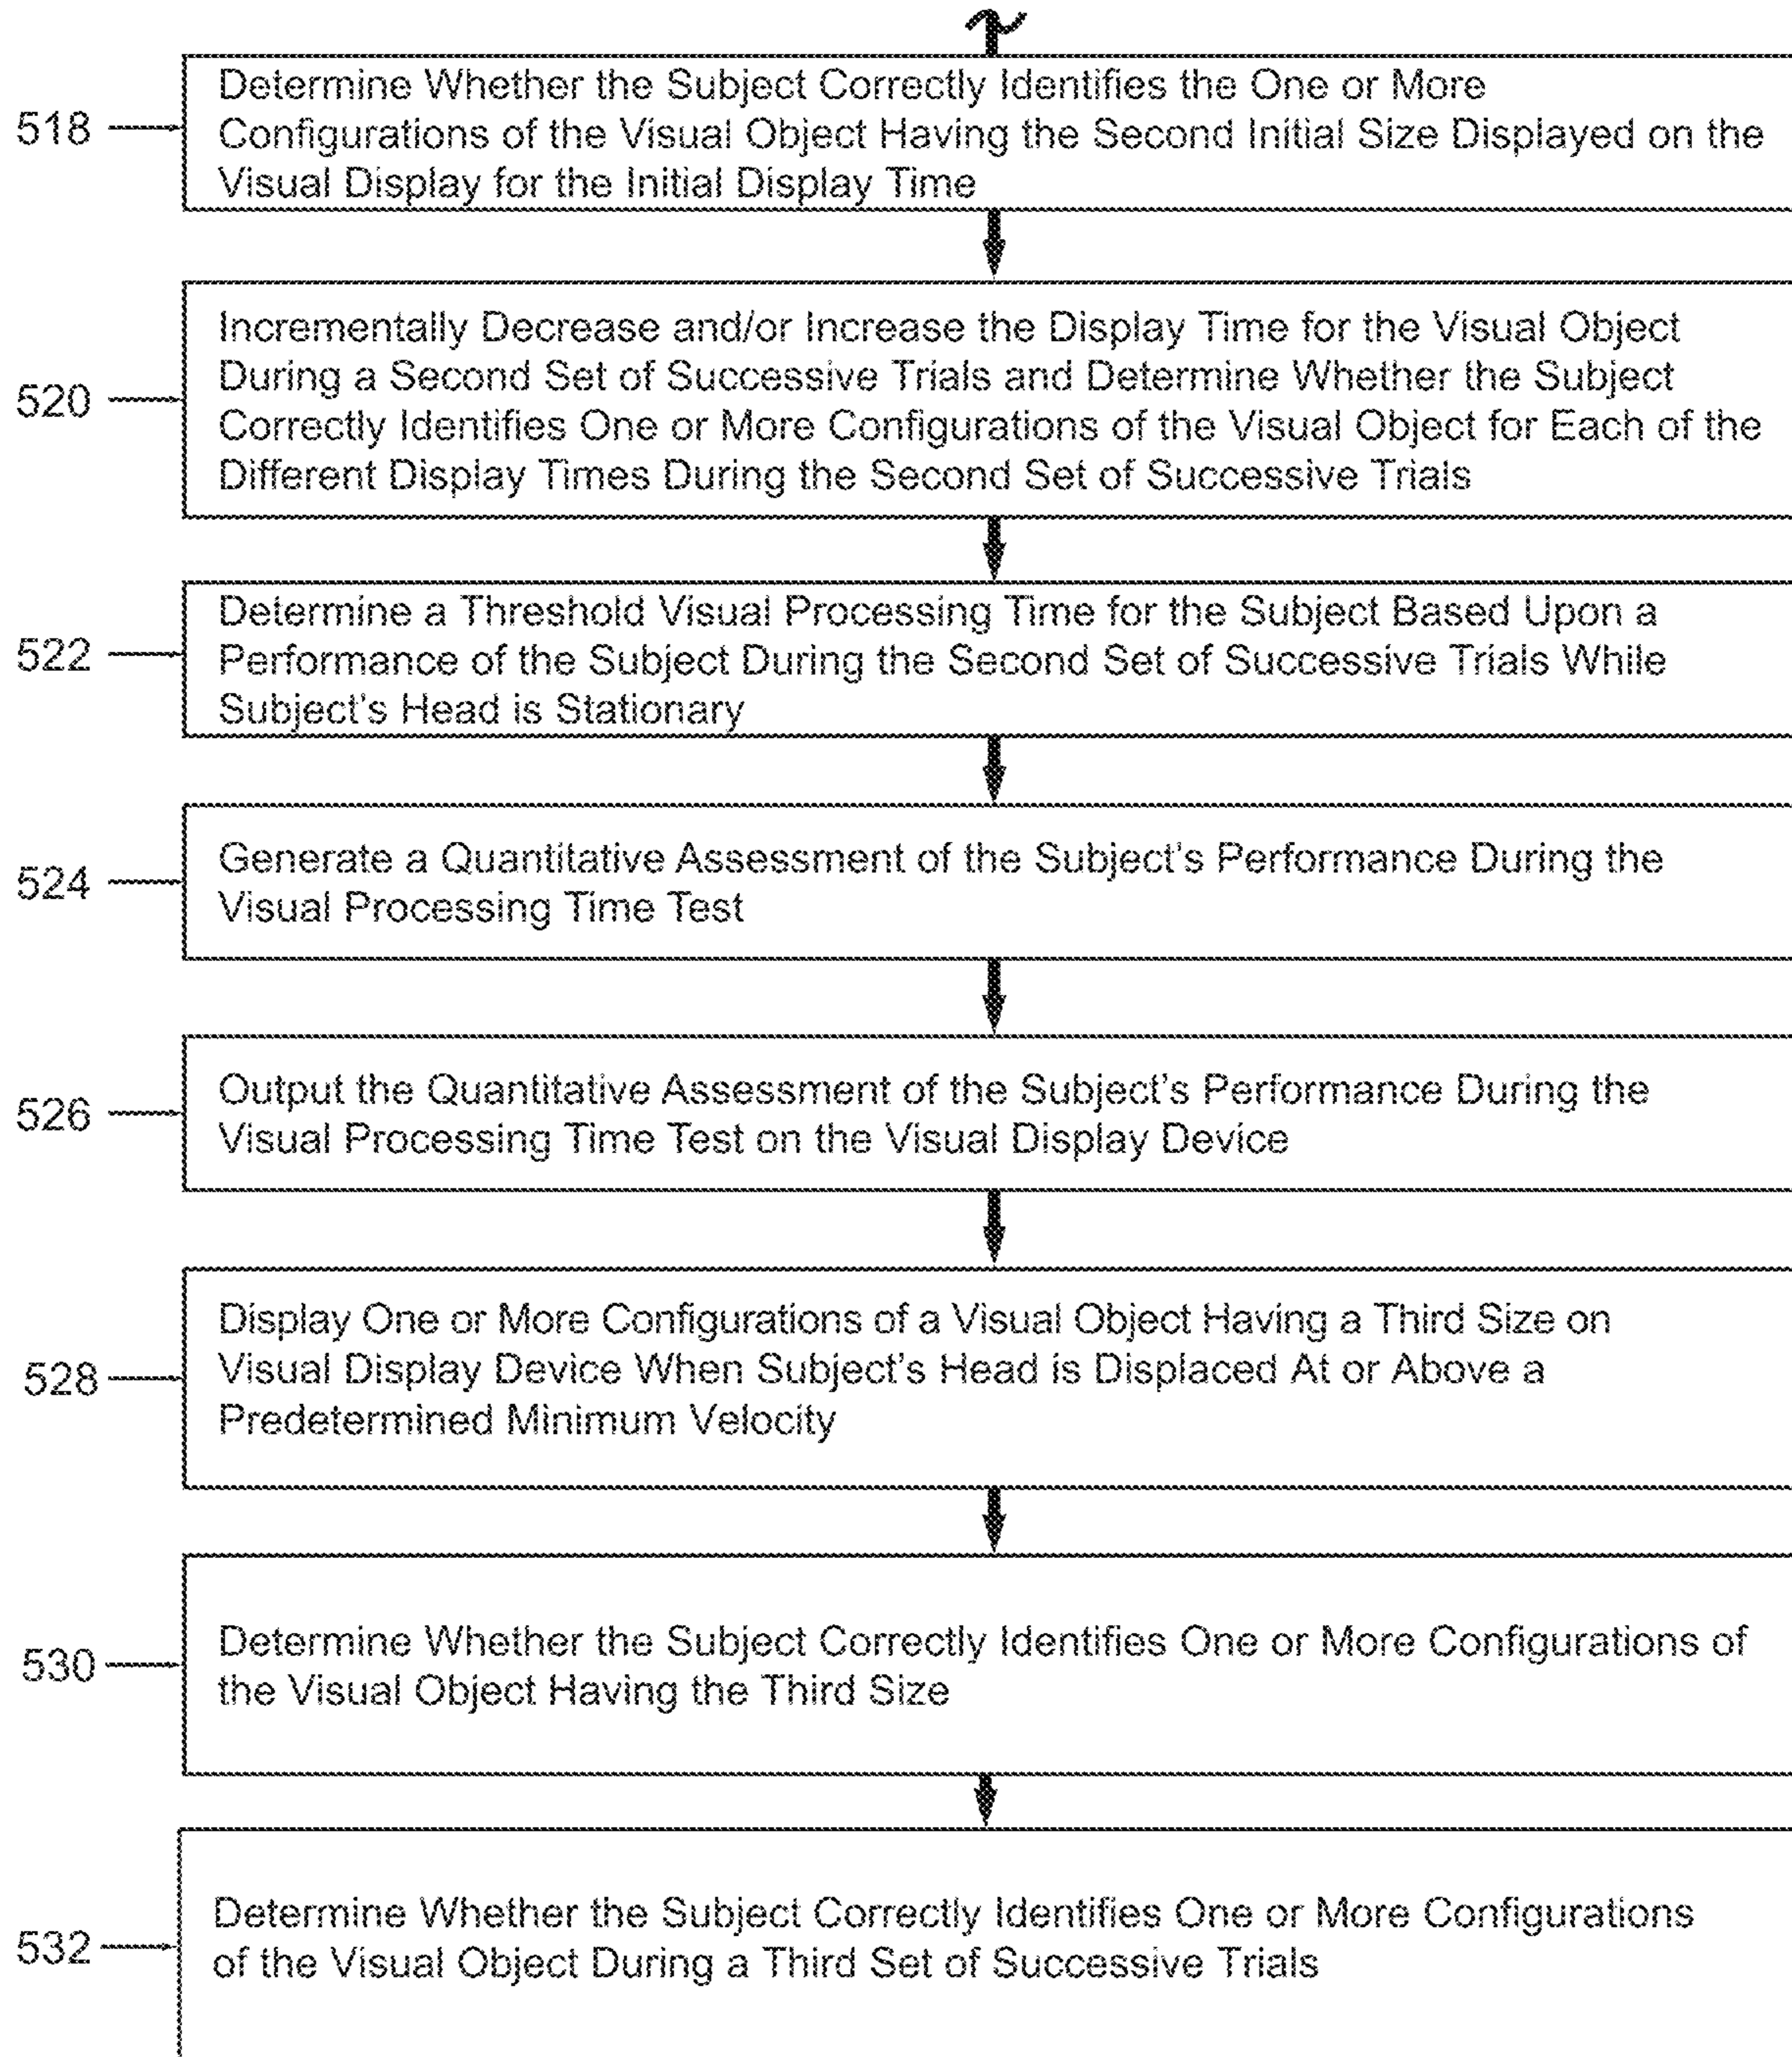 518
Determine Whether the Subject Correctly Identifies the One or More
Configurations of the Visual Object Having the Second Initial Size Displayed on the
Visual Display for the Initial Display Time
520
Incrementally Decrease and/or Increase the Display Time for the Visual Object
During a Second Set of Successive Trials and Determine Whether the Subject
Correctly Identifies One or More Configurations of the Visual Object for Each of the
Different Display Times During the Second Set of Successive Trials
522
Determine a Threshold Visual Processing Time for the Subject Based Upon a
Performance of the Subject During the Second Set of Successive Trials While
Subject's Head is Stationary
524
Generate a Quantitative Assessment of the Subject's Performance During the
Visual Processing Time Test
526
Output the Quantitative Assessment of the Subject's Performance During the
Visual Processing Time Test on the Visual Display Device
528
Display One or More Configurations of a Visual Object Having a Third Size on
Visual Display Device When Subject's Head is Displaced At or Above a
Predetermined Minimum Velocity
530
Determine Whether the Subject Correctly Identifies One or More Configurations of
the Visual Object Having the Third Size
532
Determine Whether the Subject Correctly Identifies One or More Configurations
of the Visual Object During a Third Set of Successive Trials